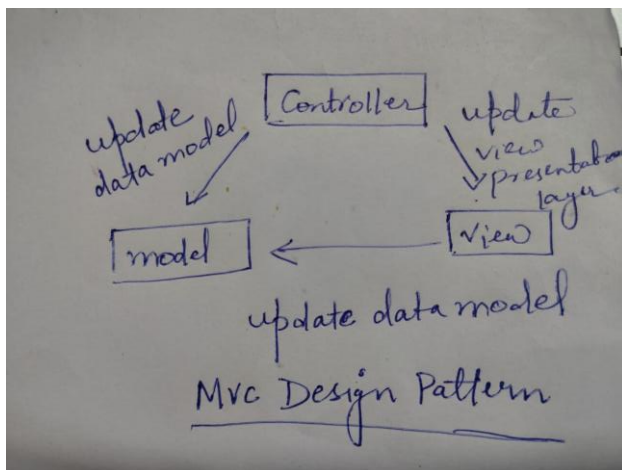 Controller
update
data model
update
view
presentation
layer.
model
view
update data model
Mvc Design Pattern